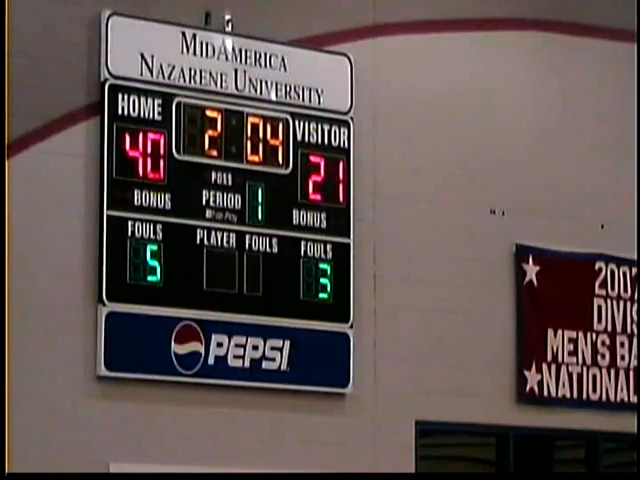 MIDAMERICA
NAZARENE UNIVERSITY
HOME
2:04
VISITOR
40
21
POSS
BONUS
PERIOD
1
BONUS
FOULS
PLAYER FOULS
FOULS
5
3
PEPSI
DIVIS
MEN'S BA
NATIONAL